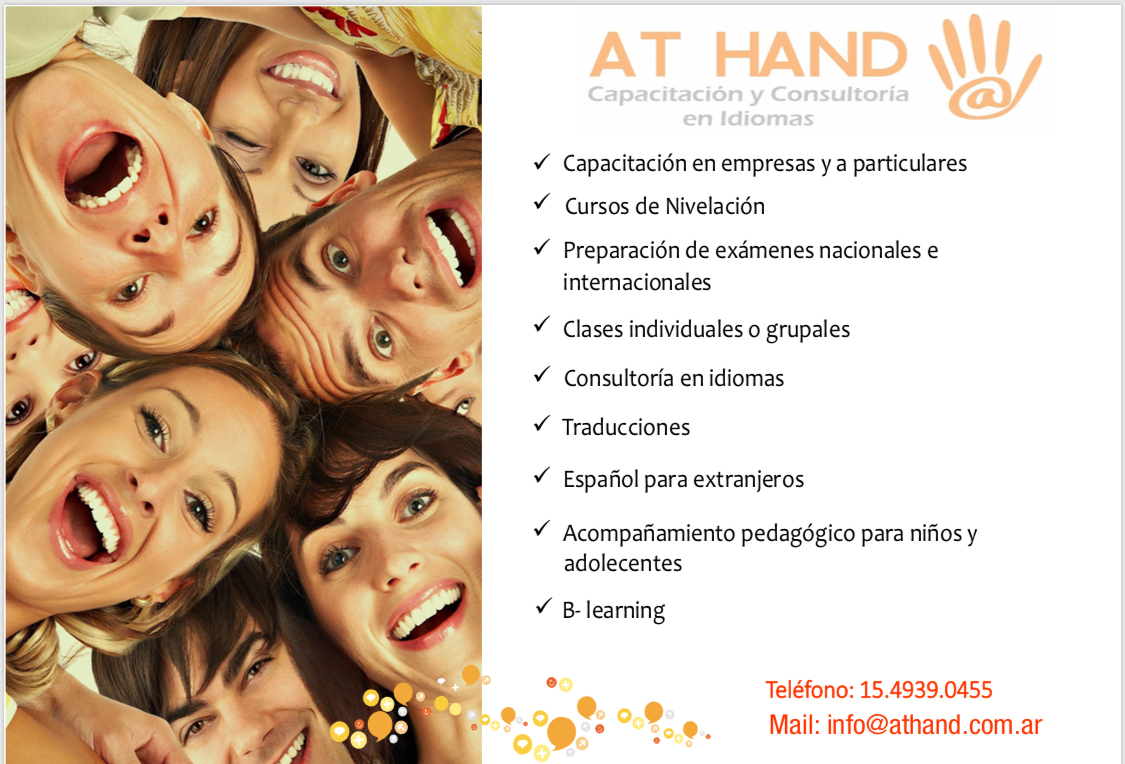 AT HAND
Capacitación y Consultoría
en Idiomas
@
✓ Capacitación en empresas y a particulares
✓ Cursos de Nivelación
✓ Preparación de exámenes nacionales e
internacionales
✓ Clases individuales o grupales
✓ Consultoría en idiomas
✓ Traducciones
✓ Español para extranjeros
✓ Acompañamiento pedagógico para niños y
adolecentes
✓ B- learning
Teléfono: 15.4939.0455
Mail: info@athand.com.ar